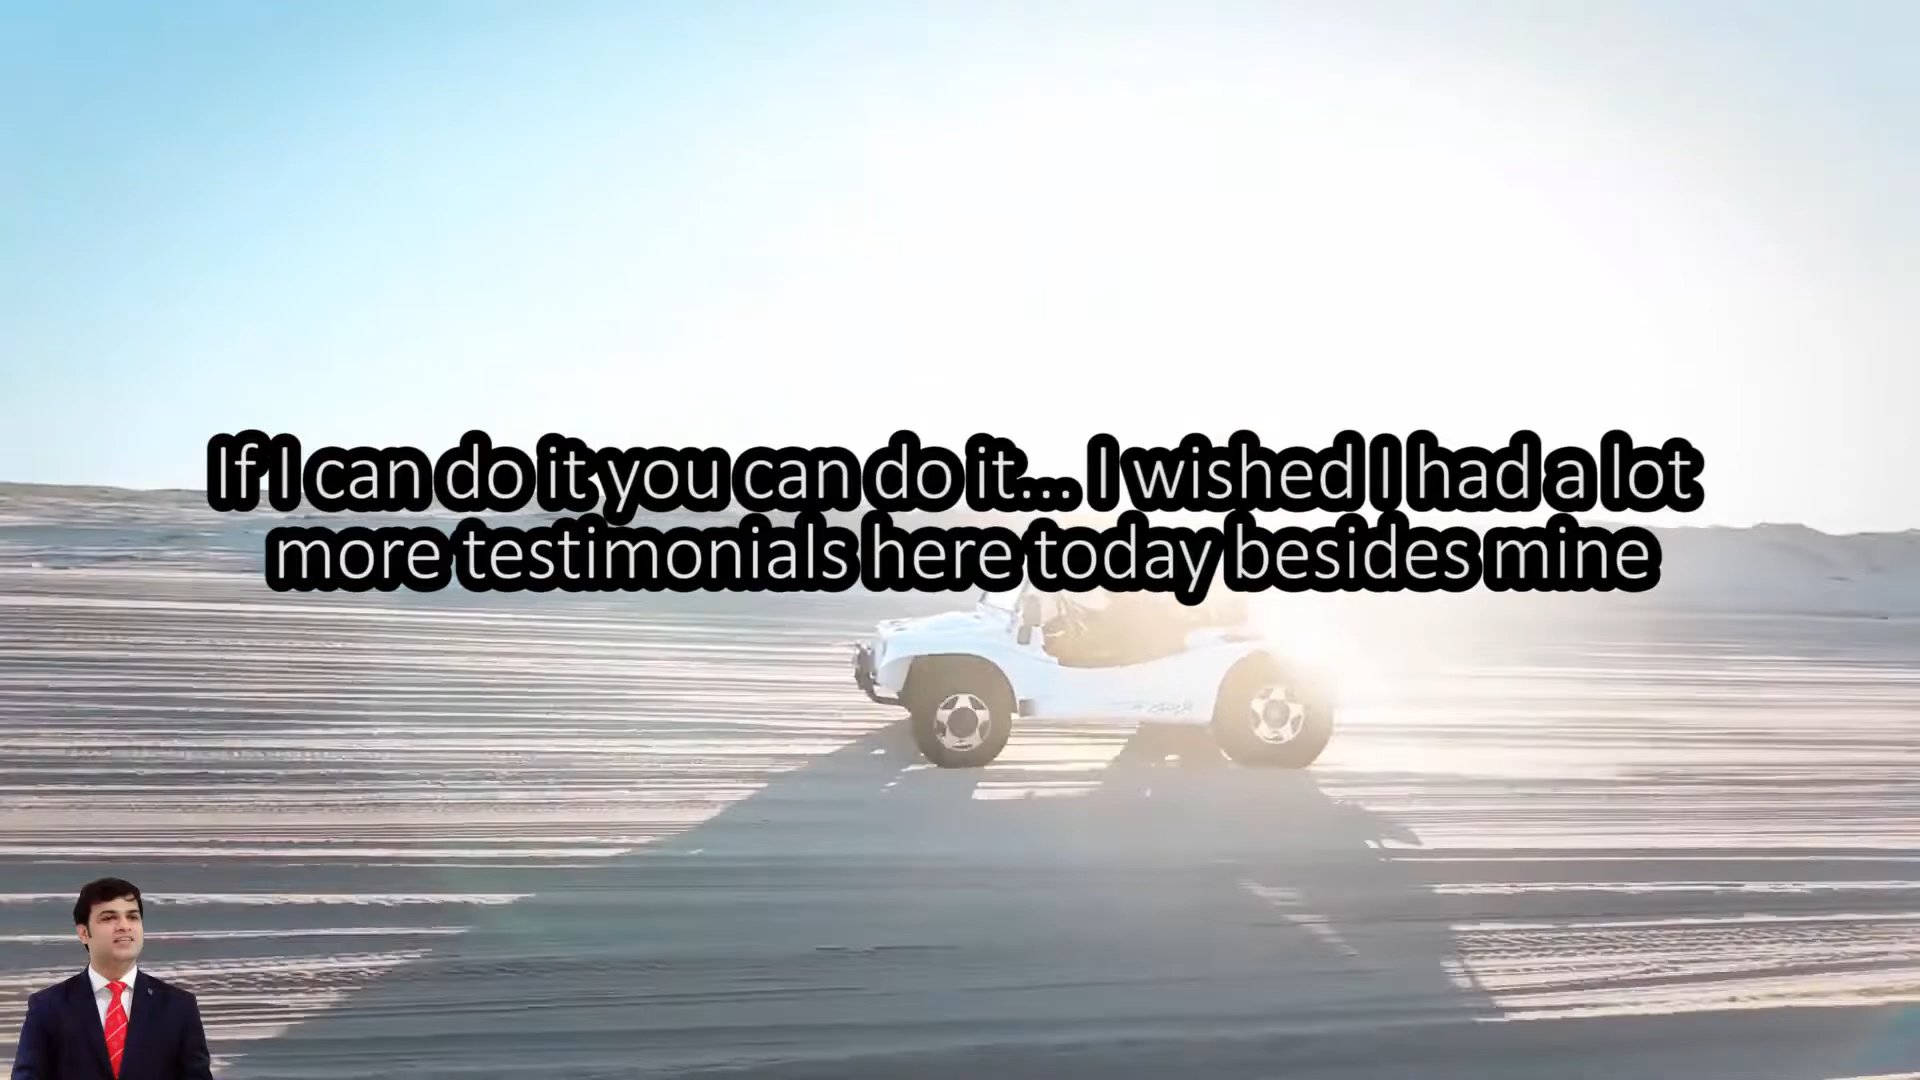 If I can do it you can do it... I wished I had a lot
more testimonials here today besides mine